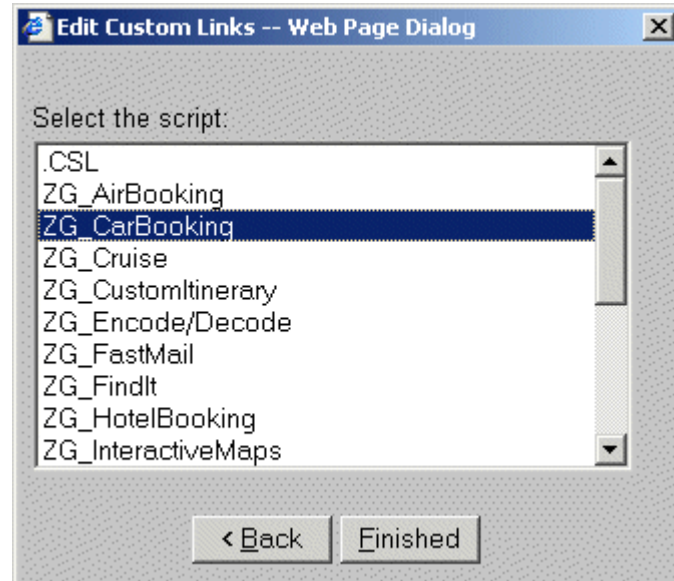 Edit Custom Links -- Web Page Dialog
Select the script:
.CSL
ZG_AirBooking
ZG_CarBooking
ZG_Cruise
ZG_CustomItinerary
ZG_Encode/Decode
ZG_FastMail
ZG_FindIt
ZG_HotelBooking
ZG_InteractiveMaps
< Back Finished